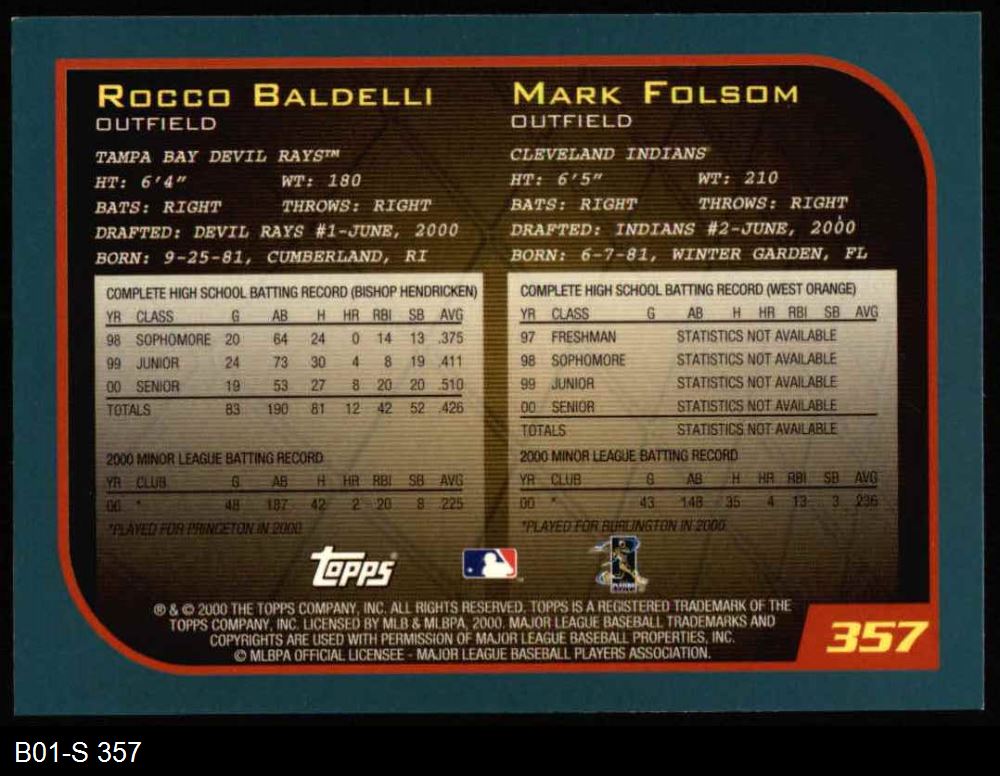 ROCCO BALDELLI
OUTFIELD
TAMPA BAY DEVIL RAYS™
HT: 6'4" WT: 180
BATS: RIGHT THROWS: RIGHT
DRAFTED: DEVIL RAYS #1-JUNE, 2000
BORN: 9-25-81, CUMBERLAND, RI
COMPLETE HIGH SCHOOL BATTING RECORD (BISHOP HENDRICKEN)
YR CLASS G AB H HR RBI SB AVG
98 SOPHOMORE 20 64 24 0 14 13 .375
99 JUNIOR 24 73 30 4 8 19 .411
00 SENIOR 19 53 27 8 20 20 .510
TOTALS 83 190 81 12 42 52 .426
2000 MINOR LEAGUE BATTING RECORD
YR CLUB G AB H HR RBI SB AVG
00 * 48 187 42 2 20 8 .225
*PLAYED FOR PRINCETON IN 2000
MARK FOLSOM
OUTFIELD
CLEVELAND INDIANS
HT: 6'5" WT: 210
BATS: RIGHT THROWS: RIGHT
DRAFTED: INDIANS #2-JUNE, 2000
BORN: 6-7-81, WINTER GARDEN, FL
COMPLETE HIGH SCHOOL BATTING RECORD (WEST ORANGE)
YR CLASS G AB H HR RBI SB AVG
97 FRESHMAN STATISTICS NOT AVAILABLE
98 SOPHOMORE STATISTICS NOT AVAILABLE
99 JUNIOR STATISTICS NOT AVAILABLE
00 SENIOR STATISTICS NOT AVAILABLE
TOTALS STATISTICS NOT AVAILABLE
2000 MINOR LEAGUE BATTING RECORD
YR CLUB G AB H HR RBI SB AVG
00 * 43 148 35 4 13 3 .236
*PLAYED FOR BURLINGTON IN 2000
TOPPS
® & © 2000 THE TOPPS COMPANY, INC. ALL RIGHTS RESERVED. TOPPS IS A REGISTERED TRADEMARK OF THE
TOPPS COMPANY, INC. LICENSED BY MLB & MLBPA, 2000. MAJOR LEAGUE BASEBALL TRADEMARKS AND
COPYRIGHTS ARE USED WITH PERMISSION OF MAJOR LEAGUE BASEBALL PROPERTIES, INC.
© MLBPA OFFICIAL LICENSEE - MAJOR LEAGUE BASEBALL PLAYERS ASSOCIATION.
357
B01-S 357